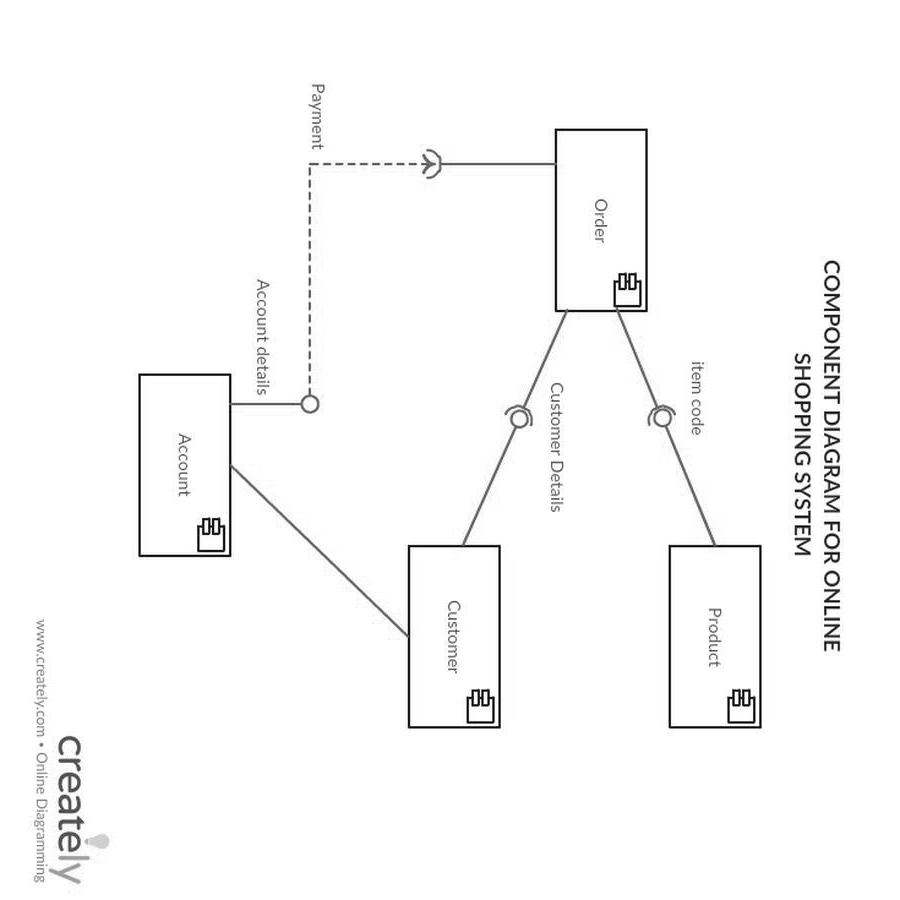 COMPONENT DIAGRAM FOR ONLINE
SHOPPING SYSTEM
item code
Product
Order
Customer Details
Customer
Payment
Account details
Account
creately
www.creately.com • Online Diagramming